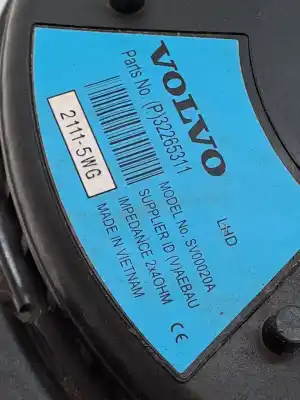 VOLVO
Parts No. (P)32265311
2111-5WG
LHD
MODEL No. SV00020A
SUPPLIER ID (V)AEBAU
IMPEDANCE 2x4OHM
MADE IN VIETNAM
CE